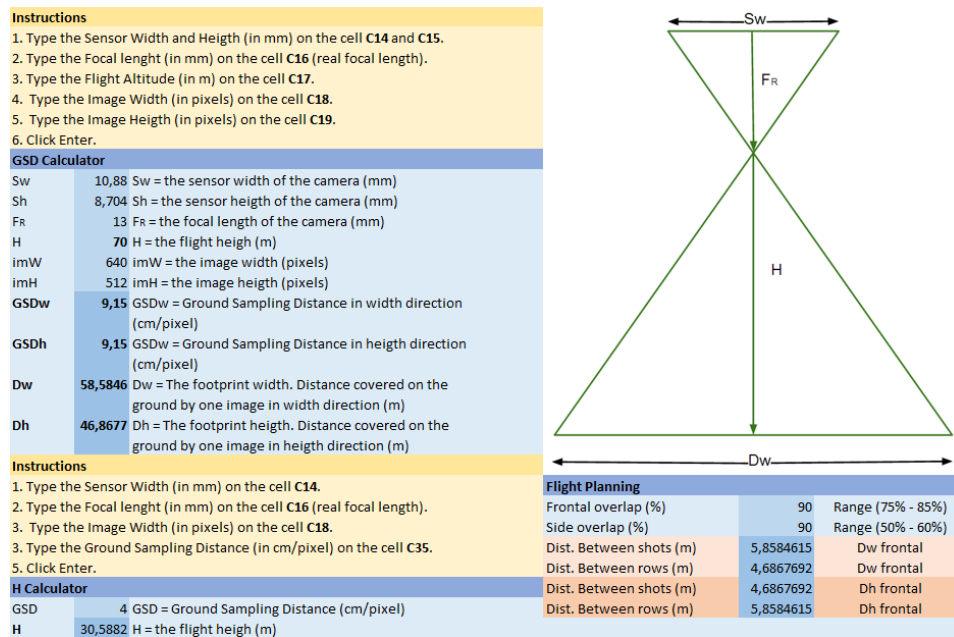 Instructions
1. Type the Sensor Width and Heigth (in mm) on the cell C14 and C15.
2. Type the Focal lenght (in mm) on the cell C16 (real focal length).
3. Type the Flight Altitude (in m) on the cell C17.
4. Type the Image Width (in pixels) on the cell C18.
5. Type the Image Heigth (in pixels) on the cell C19.
6. Click Enter.
GSD Calculator
Sw 10,88 Sw = the sensor width of the camera (mm)
Sh 8,704 Sh = the sensor heigth of the camera (mm)
FR 13 FR = the focal length of the camera (mm)
H 70 H = the flight heigh (m)
imW 640 imW = the image width (pixels)
imH 512 imH = the image heigth (pixels)
GSDw 9,15 GSDw = Ground Sampling Distance in width direction
(cm/pixel)
GSDh 9,15 GSDw = Ground Sampling Distance in heigth direction
(cm/pixel)
Dw 58,5846 Dw = The footprint width. Distance covered on the
ground by one image in width direction (m)
Dh 46,8677 Dh = The footprint heigth. Distance covered on the
ground by one image in heigth direction (m)
Instructions
1. Type the Sensor Width (in mm) on the cell C14.
2. Type the Focal lenght (in mm) on the cell C16 (real focal length).
3. Type the Image Width (in pixels) on the cell C18.
3. Type the Ground Sampling Distance (in cm/pixel) on the cell C35.
5. Click Enter.
H Calculator
GSD 4 GSD = Ground Sampling Distance (cm/pixel)
H 30,5882 H = the flight heigh (m)
Sw
FR
H
Dw
Flight Planning
Frontal overlap (%) 90 Range (75% - 85%)
Side overlap (%) 90 Range (50% - 60%)
Dist. Between shots (m) 5,8584615 Dw frontal
Dist. Between rows (m) 4,6867692 Dw frontal
Dist. Between shots (m) 4,6867692 Dh frontal
Dist. Between rows (m) 5,8584615 Dh frontal